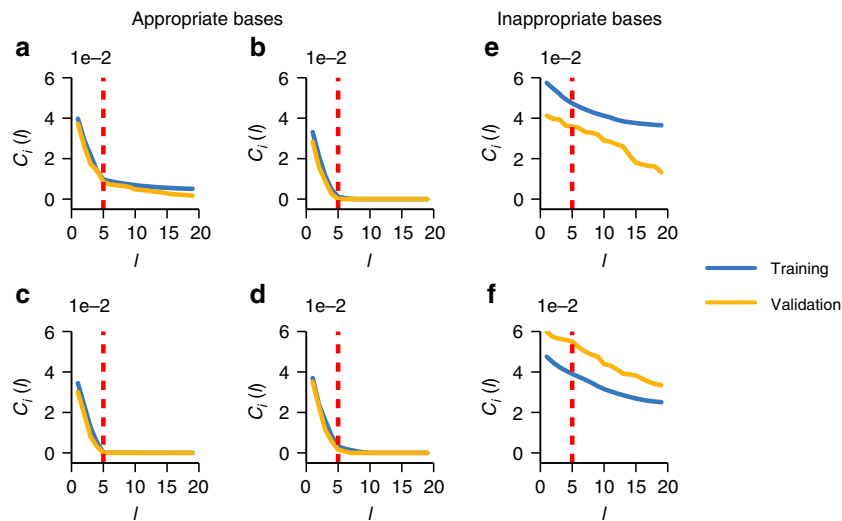 Appropriate bases
Inappropriate bases
a
1e–2
C_i (l)
6
4
2
0
0 5 10 15 20
l
b
1e–2
C_i (l)
6
4
2
0
0 5 10 15 20
l
e
1e–2
C_i (l)
6
4
2
0
0 5 10 15 20
l
Training
Validation
c
1e–2
C_i (l)
6
4
2
0
0 5 10 15 20
l
d
1e–2
C_i (l)
6
4
2
0
0 5 10 15 20
l
f
1e–2
C_i (l)
6
4
2
0
0 5 10 15 20
l